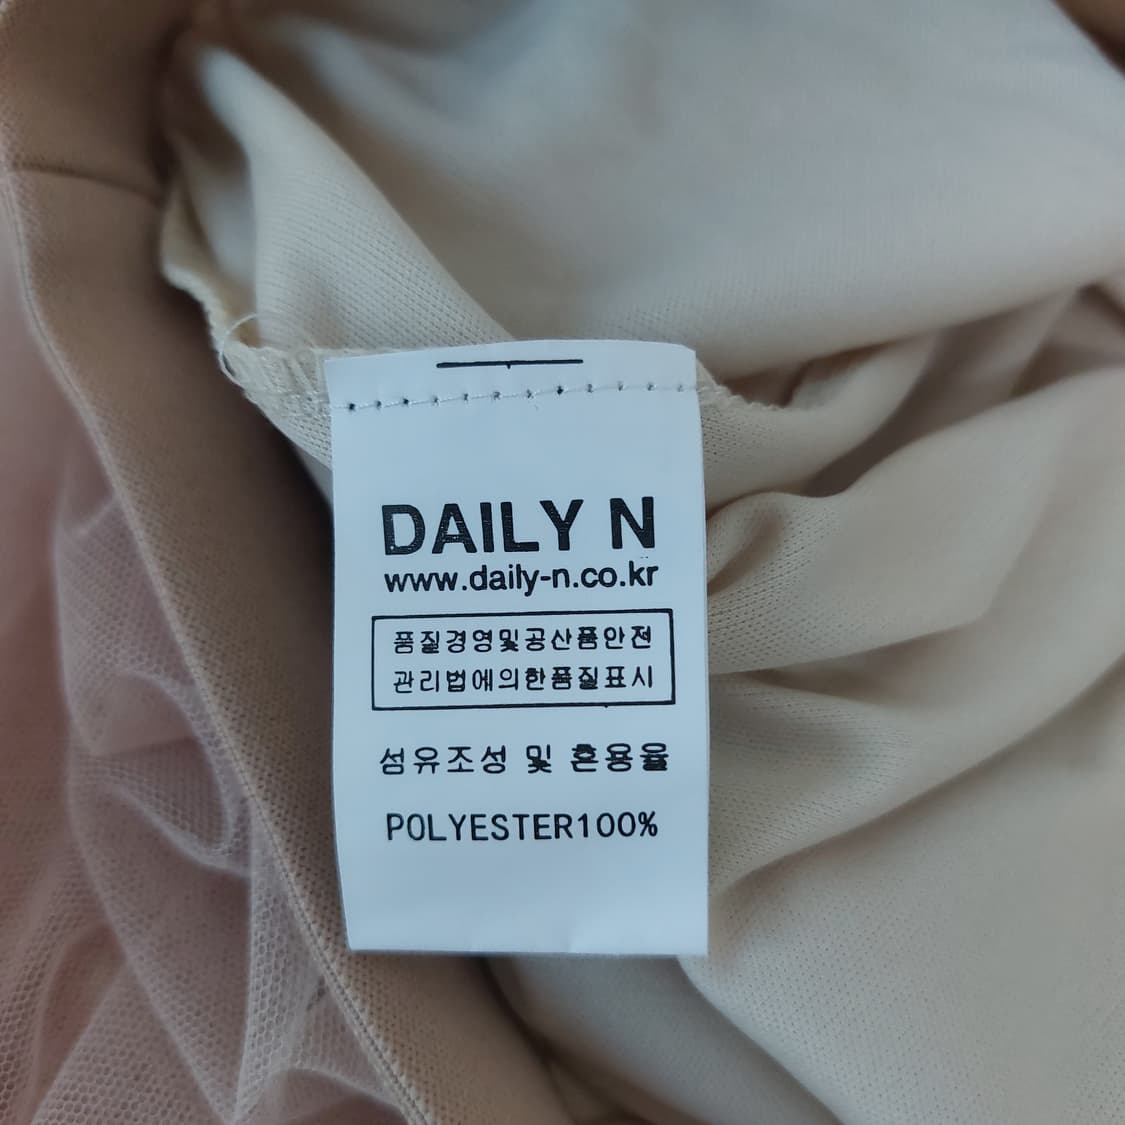 DAILY N
www.daily-n.co.kr
품질경영및공산품안전
관리법에의한품질표시
섬유조성 및 혼용율
POLYESTER100%